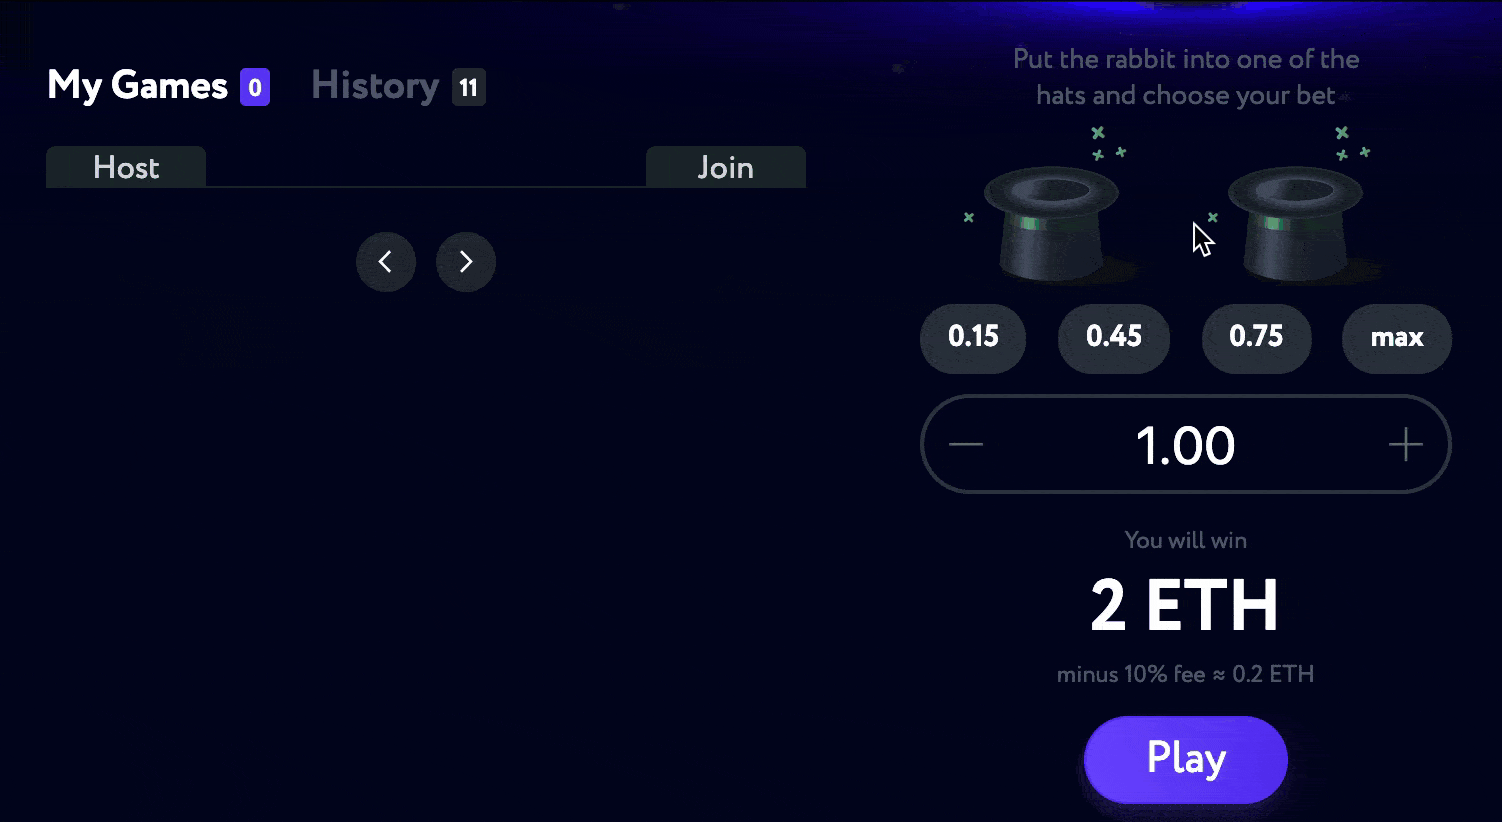 My Games 0 History 11
Host
Join
Put the rabbit into one of the
hats and choose your bet
0.15 0.45 0.75 max
1.00
You will win
2 ETH
minus 10% fee ≈ 0.2 ETH
Play